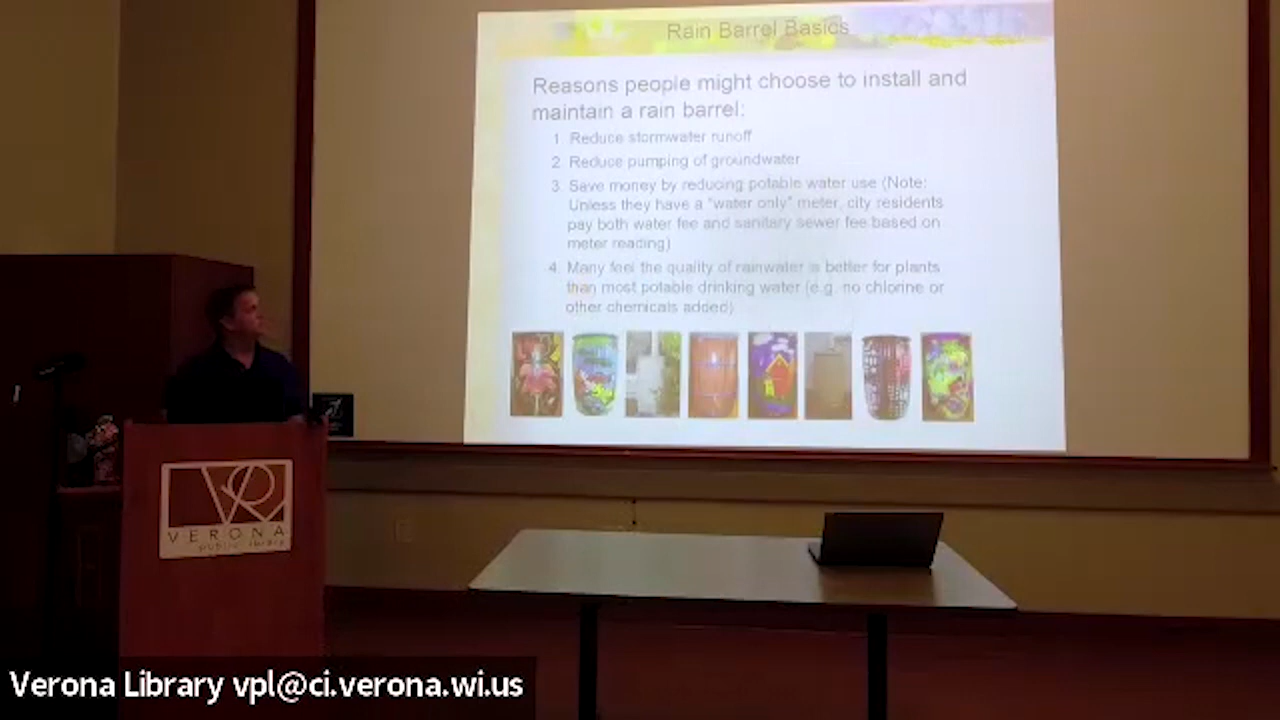 Rain Barrel Basics
Reasons people might choose to install and
maintain a rain barrel:
1. Reduce stormwater runoff
2. Reduce pumping of groundwater
3. Save money by reducing potable water use (Note:
Unless they have a "water only" meter, city residents
pay both water fee and sanitary sewer fee based on
meter reading)
4. Many feel the quality of rainwater is better for plants
than most potable drinking water (e.g. no chlorine or
other chemicals added)
VERONA
public library
Verona Library vpl@ci.verona.wi.us